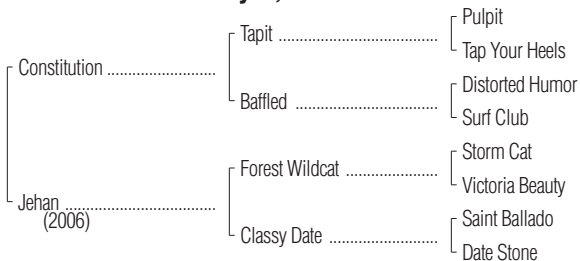 Pulpit
Tapit ........................................
Tap Your Heels
Constitution ...........................
Distorted Humor
Baffled ....................................
Surf Club
Storm Cat
Forest Wildcat .......................
Victoria Beauty
Jehan ......................................
(2006)
Saint Ballado
Classy Date ...........................
Date Stone